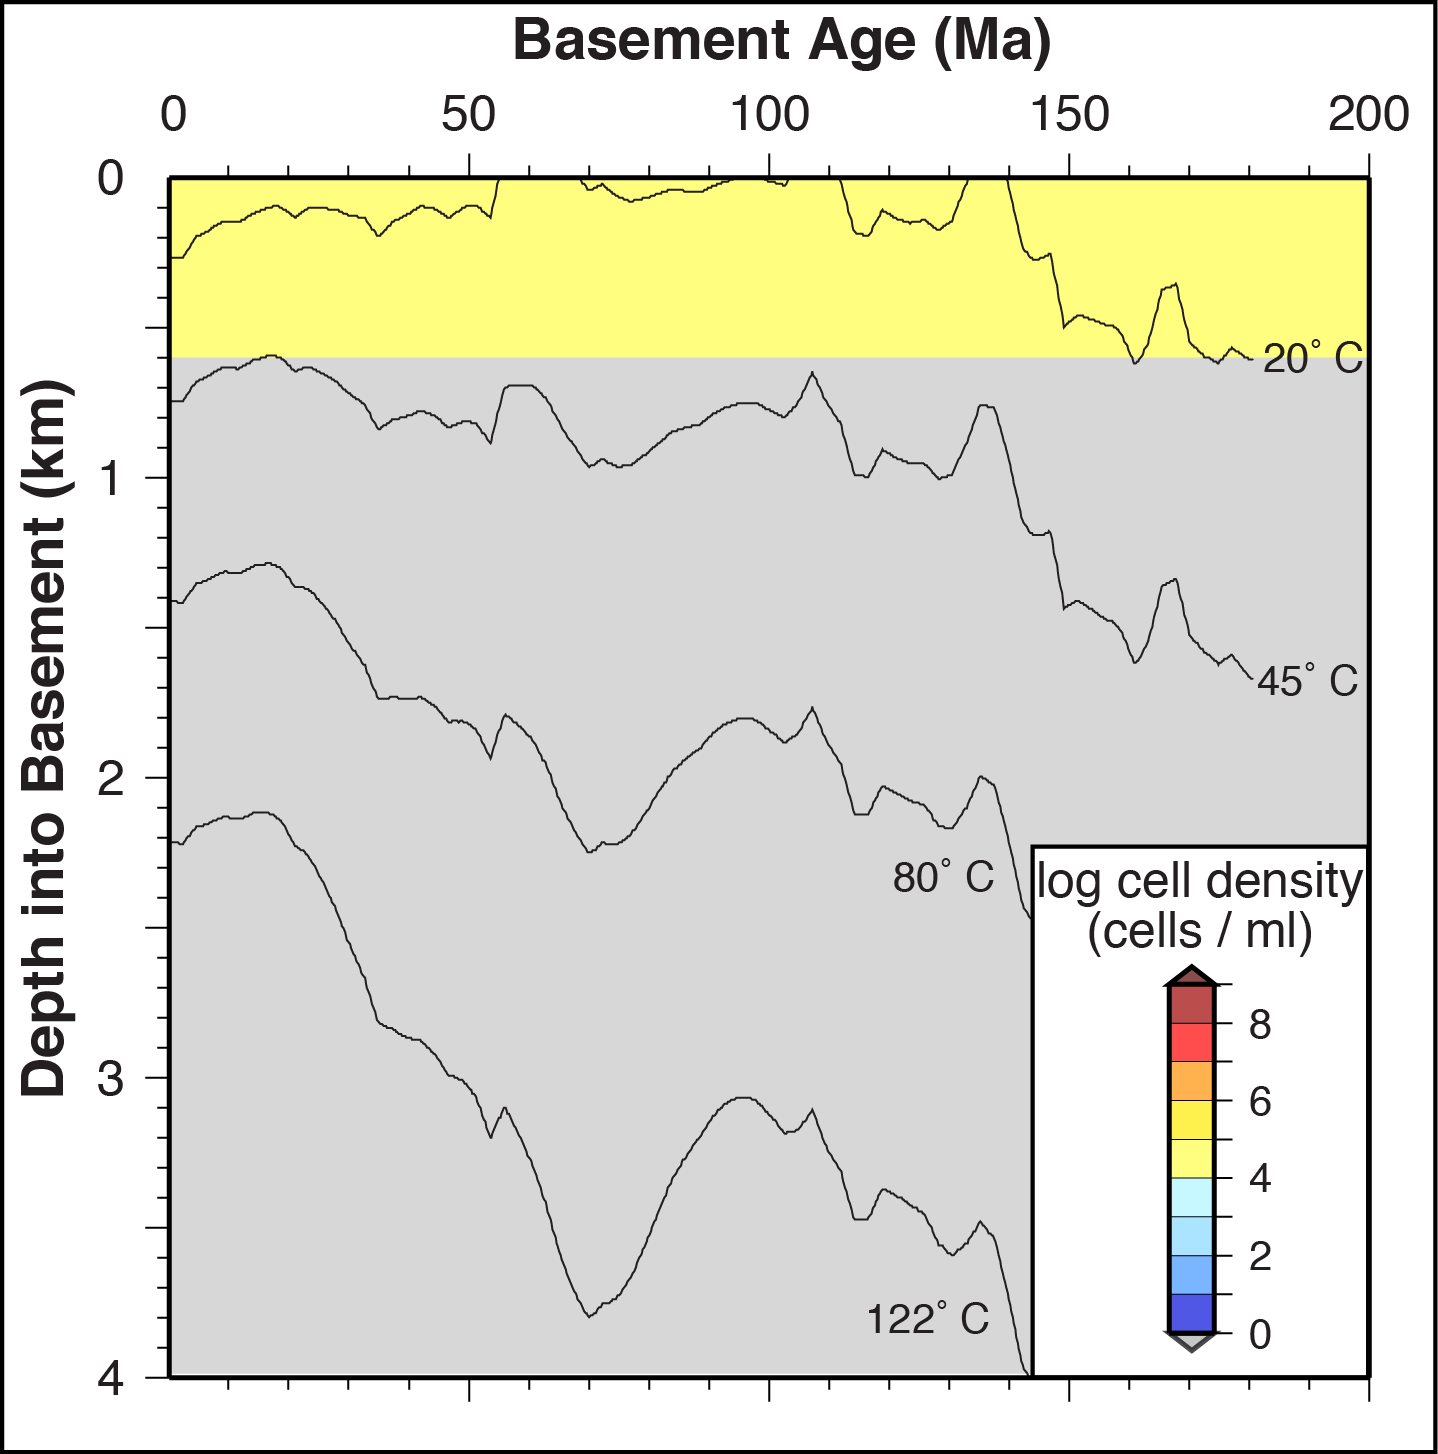 Basement Age (Ma)
0 50 100 150 200
Depth into Basement (km)
0
1
2
3
4
20° C
45° C
80° C
122° C
log cell density
(cells / ml)
8
6
4
2
0